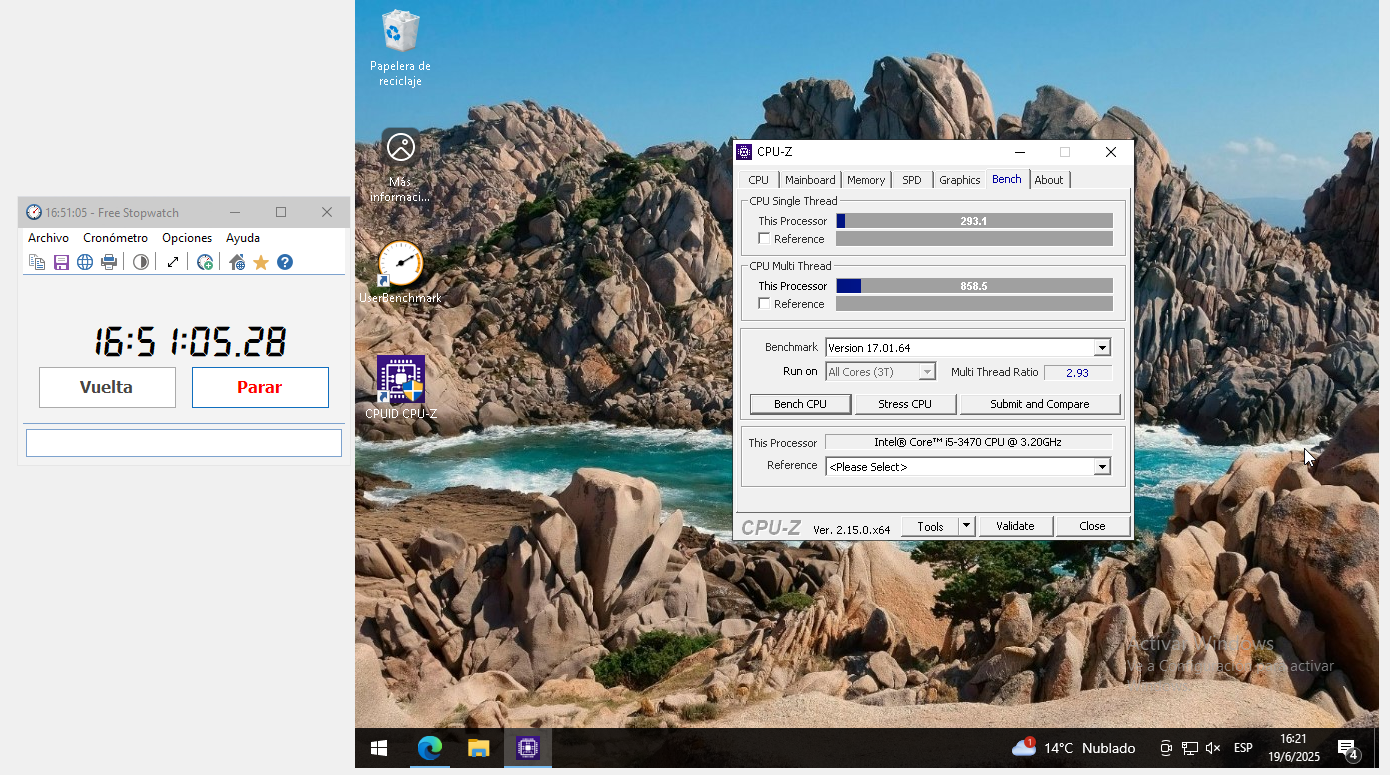 Papelera de
reciclaje
Más
informaci...
UserBenchmark
CPUID CPU-Z
16:51:05 - Free Stopwatch
Archivo Cronómetro Opciones Ayuda
16:51:05.28
Vuelta Parar
CPU-Z
CPU Mainboard Memory SPD Graphics Bench About
CPU Single Thread
This Processor 293.1
Reference
CPU Multi Thread
This Processor 858.5
Reference
Benchmark Version 17.01.64
Run on All Cores (3T) Multi Thread Ratio 2.93
Bench CPU Stress CPU Submit and Compare
This Processor Intel® Core™ i5-3470 CPU @ 3.20GHz
Reference <Please Select>
CPU-Z Ver. 2.15.0.x64 Tools Validate Close
Activar Windows
Ve a Configuración para activar
1 14°C Nublado ESP 16:21
19/6/2025 4